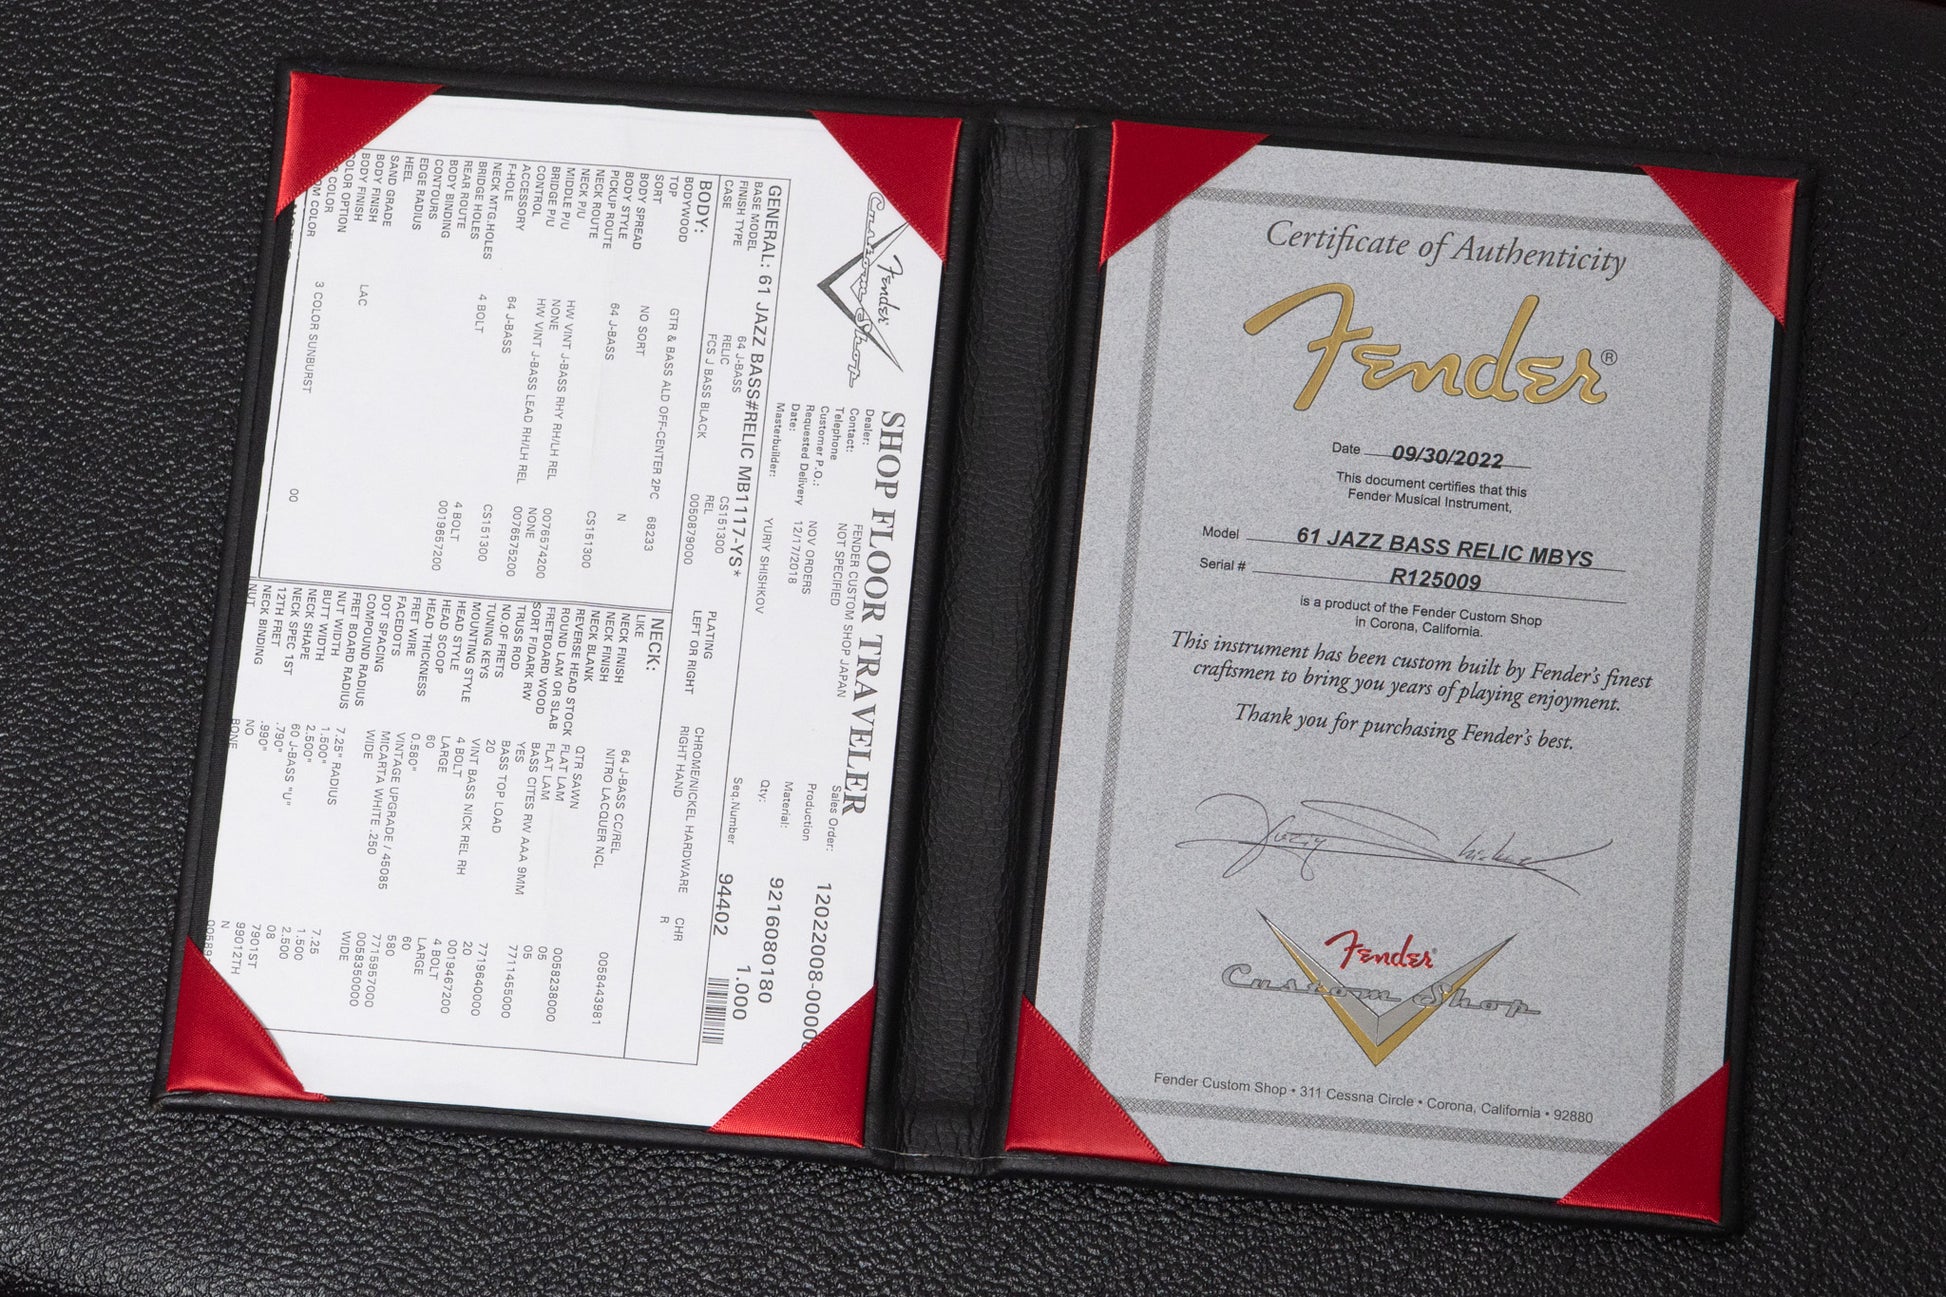 Fender
Custom Shop
SHOP FLOOR TRAVELER
Dealer: FENDER CUSTOM SHOP JAPAN
Contact: NOT SPECIFIED
Telephone
Customer P.O.: NOV ORDERS
Requested Delivery 12/17/2018
Date:
Masterbuilder: YURIY SHISHKOV
Sales Order: 12022008-0000
Production
Material: 9216080180
Qty: 1.000
Seq.Number 94402
GENERAL: 61 JAZZ BASS#RELIC MB1117-YS*
BASE MODEL 64 J-BASS CS151300
FINISH TYPE RELIC REL
CASE FCS J BASS BLACK 0050879000
PLATING CHROME/NICKEL HARDWARE CHR
LEFT OR RIGHT RIGHT HAND R
BODY:
BODYWOOD GTR & BASS ALD OFF-CENTER 2PC 68233
TOP
SORT NO SORT N
BODY SPREAD
BODY STYLE 64 J-BASS CS151300
PICKUP ROUTE
NECK ROUTE
NECK P/U HW VINT J-BASS RHY RH/LH REL 0076574200
MIDDLE P/U NONE NONE
BRIDGE P/U HW VINT J-BASS LEAD RH/LH REL 0076575200
CONTROL
ACCESSORY 64 J-BASS CS151300
F-HOLE
NECK MTG.HOLES 4 BOLT 4 BOLT
BRIDGE HOLES 0019657200
REAR ROUTE
BODY BINDING
CONTOURS
EDGE RADIUS
HEEL
SAND GRADE
BODY FINISH LAC
BODY FINISH
COLOR OPTION
COLOR 3 COLOR SUNBURST 00
OM COLOR
NECK:
LIKE 64 J-BASS CC/REL
NECK FINISH NITRO LACQUER NCL 0058443981
NECK FINISH
NECK BLANK QTR SAWN
REVERSE HEAD STOCK
ROUND LAM OR SLAB FLAT LAM FLAT LAM
FRETBOARD WOOD BASS CITES RW AAA 9MM 0058238000
SORT F/DARK RW YES 05
TRUSS ROD BASS TOP LOAD 7711455000
NO.OF FRETS 20 20
TUNING KEYS VINT BASS NICK REL RH 0019467200
MOUNTING STYLE 4 BOLT 4 BOLT
HEAD STYLE LARGE LARGE
HEAD SCOOP 60 60
HEAD THICKNESS 0.580" 580
FRET WIRE VINTAGE UPGRADE / 45085 7715957000
FACEDOTS MICARTA WHITE .250 0058350000
DOT SPACING WIDE WIDE
COMPOUND RADIUS
FRET BOARD RADIUS 7.25" RADIUS 7.25
NUT WIDTH 1.500" 1.500
BUTT WIDTH 2.500" 2.500
NECK SHAPE 60 J-BASS "U" 08
NECK SPEC 1ST .790" 7901ST
12TH FRET .990" 99012TH
NECK BINDING NO N
NUT BONE
Certificate of Authenticity
Fender®
Date 09/30/2022
This document certifies that this
Fender Musical Instrument,
Model 61 JAZZ BASS RELIC MBYS
Serial # R125009
is a product of the Fender Custom Shop
in Corona, California.
This instrument has been custom built by Fender's finest
craftsmen to bring you years of playing enjoyment.
Thank you for purchasing Fender's best.
Fender®
Custom Shop
Fender Custom Shop • 311 Cessna Circle • Corona, California • 92880